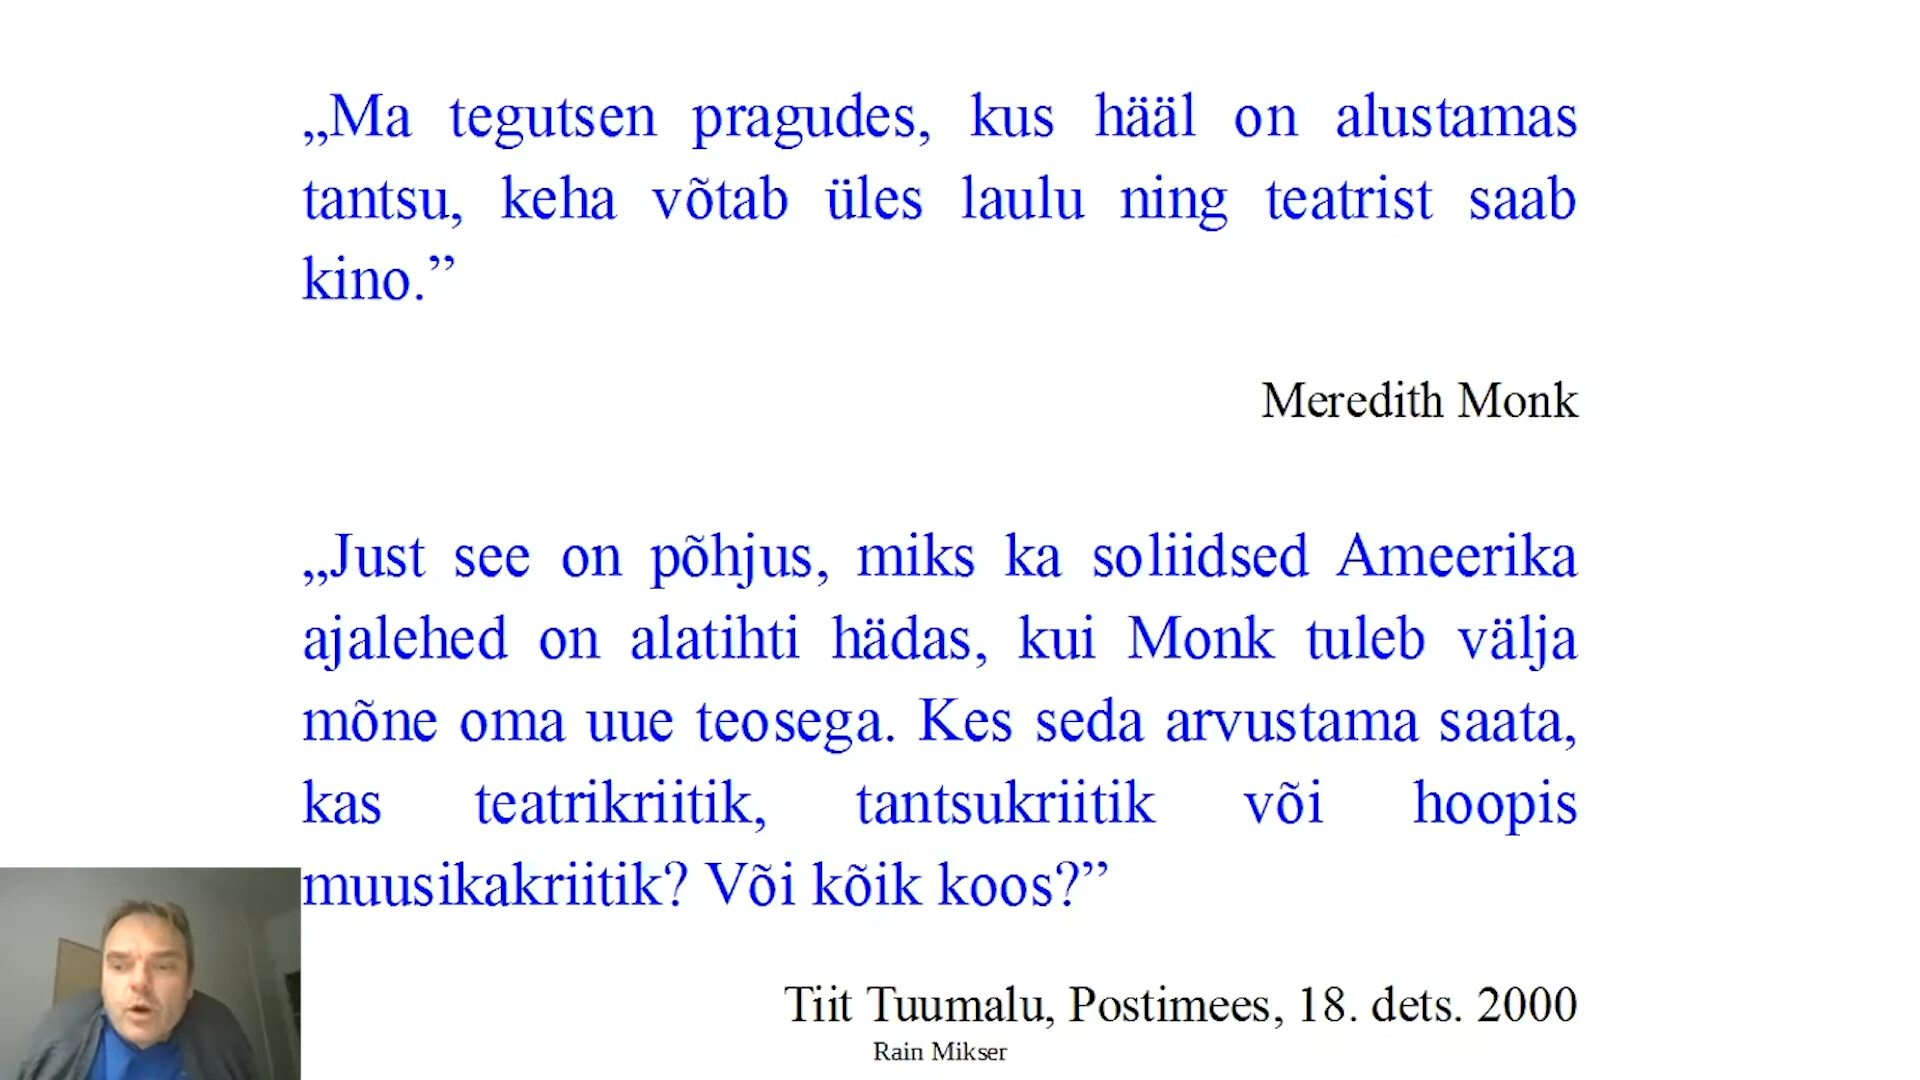 „Ma tegutsen pragudes, kus hääl on alustamas
tantsu, keha võtab üles laulu ning teatrist saab
kino.”
Meredith Monk
„Just see on põhjus, miks ka soliidsed Ameerika
ajalehed on alatihti hädas, kui Monk tuleb välja
mõne oma uue teosega. Kes seda arvustama saata,
kas teatrikriitik, tantsukriitik või hoopis
muusikakriitik? Või kõik koos?”
Tiit Tuumalu, Postimees, 18. dets. 2000
Rain Mikser